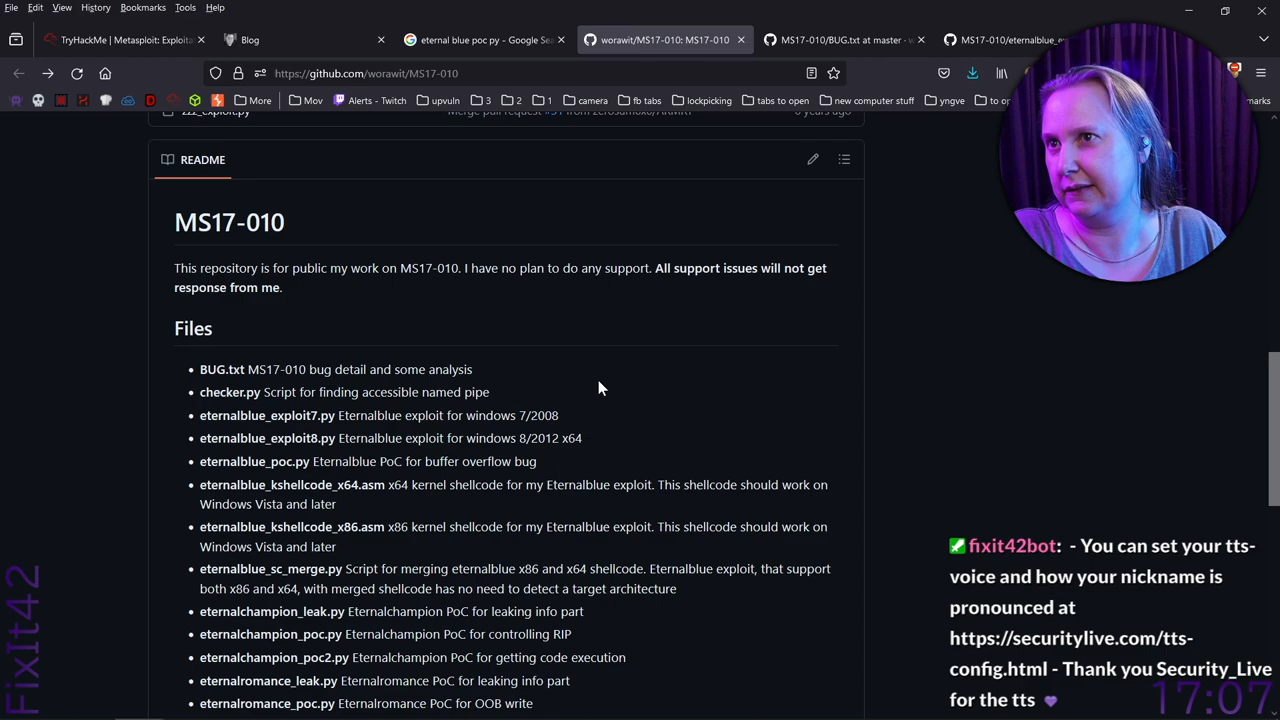 File Edit View History Bookmarks Tools Help
TryHackMe | Metasploit: Exploita
Blog
eternal blue poc py - Google Sea
worawit/MS17-010: MS17-010
MS17-010/BUG.txt at master · w
MS17-010/eternalblue_e
https://github.com/worawit/MS17-010
More
Mov
Alerts - Twitch
upvuln
3
2
1
camera
fb tabs
lockpicking
tabs to open
new computer stuff
yngve
to op
marks
zzz_exploit.py
README
MS17-010
This repository is for public my work on MS17-010. I have no plan to do any support. All support issues will not get
response from me.
Files
BUG.txt MS17-010 bug detail and some analysis
checker.py Script for finding accessible named pipe
eternalblue_exploit7.py Eternalblue exploit for windows 7/2008
eternalblue_exploit8.py Eternalblue exploit for windows 8/2012 x64
eternalblue_poc.py Eternalblue PoC for buffer overflow bug
eternalblue_kshellcode_x64.asm x64 kernel shellcode for my Eternalblue exploit. This shellcode should work on
Windows Vista and later
eternalblue_kshellcode_x86.asm x86 kernel shellcode for my Eternalblue exploit. This shellcode should work on
Windows Vista and later
eternalblue_sc_merge.py Script for merging eternalblue x86 and x64 shellcode. Eternalblue exploit, that support
both x86 and x64, with merged shellcode has no need to detect a target architecture
eternalchampion_leak.py Eternalchampion PoC for leaking info part
eternalchampion_poc.py Eternalchampion PoC for controlling RIP
eternalchampion_poc2.py Eternalchampion PoC for getting code execution
eternalromance_leak.py Eternalromance PoC for leaking info part
eternalromance_poc.py Eternalromance PoC for OOB write
fixit42bot: - You can set your tts-
voice and how your nickname is
pronounced at
https://securitylive.com/tts-
config.html - Thank you Security_Live
for the tts
FixIt42
17:07